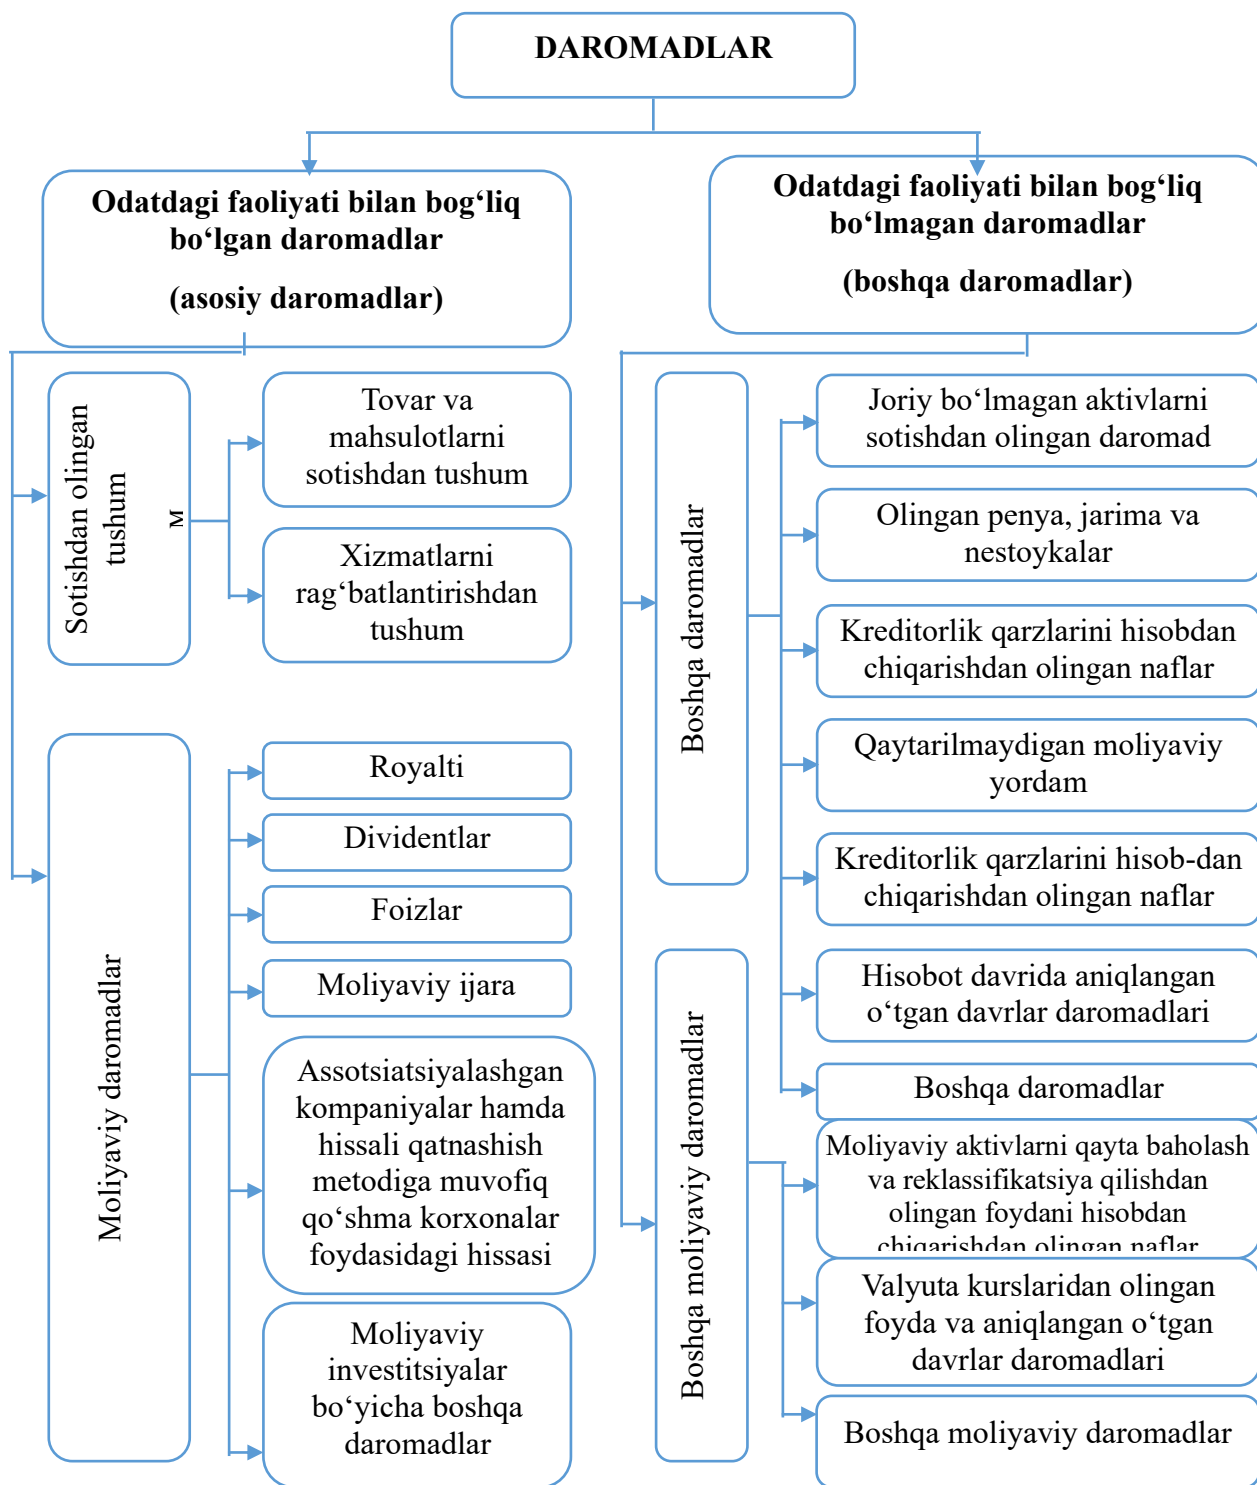 DAROMADLAR
Odatdagi faoliyati bilan bog‘liq
bo‘lgan daromadlar
(asosiy daromadlar)
Odatdagi faoliyati bilan bog‘liq
bo‘lmagan daromadlar
(boshqa daromadlar)
Sotishdan olingan
tushum
м
Tovar va
mahsulotlarni
sotishdan tushum
Xizmatlarni
rag‘batlantirishdan
tushum
Moliyaviy daromadlar
Royalti
Dividentlar
Foizlar
Moliyaviy ijara
Assotsiatsiyalashgan
kompaniyalar hamda
hissali qatnashish
metodiga muvofiq
qo‘shma korxonalar
foydasidagi hissasi
Moliyaviy
investitsiyalar
bo‘yicha boshqa
daromadlar
Boshqa daromadlar
Joriy bo‘lmagan aktivlarni
sotishdan olingan daromad
Olingan penya, jarima va
nestoykalar
Kreditorlik qarzlarini hisobdan
chiqarishdan olingan naflar
Qaytarilmaydigan moliyaviy
yordam
Kreditorlik qarzlarini hisob-dan
chiqarishdan olingan naflar
Hisobot davrida aniqlangan
o‘tgan davrlar daromadlari
Boshqa daromadlar
Boshqa moliyaviy daromadlar
Moliyaviy aktivlarni qayta baholash
va reklassifikatsiya qilishdan
olingan foydani hisobdan
chiqarishdan olingan naflar
Valyuta kurslaridan olingan
foyda va aniqlangan o‘tgan
davrlar daromadlari
Boshqa moliyaviy daromadlar